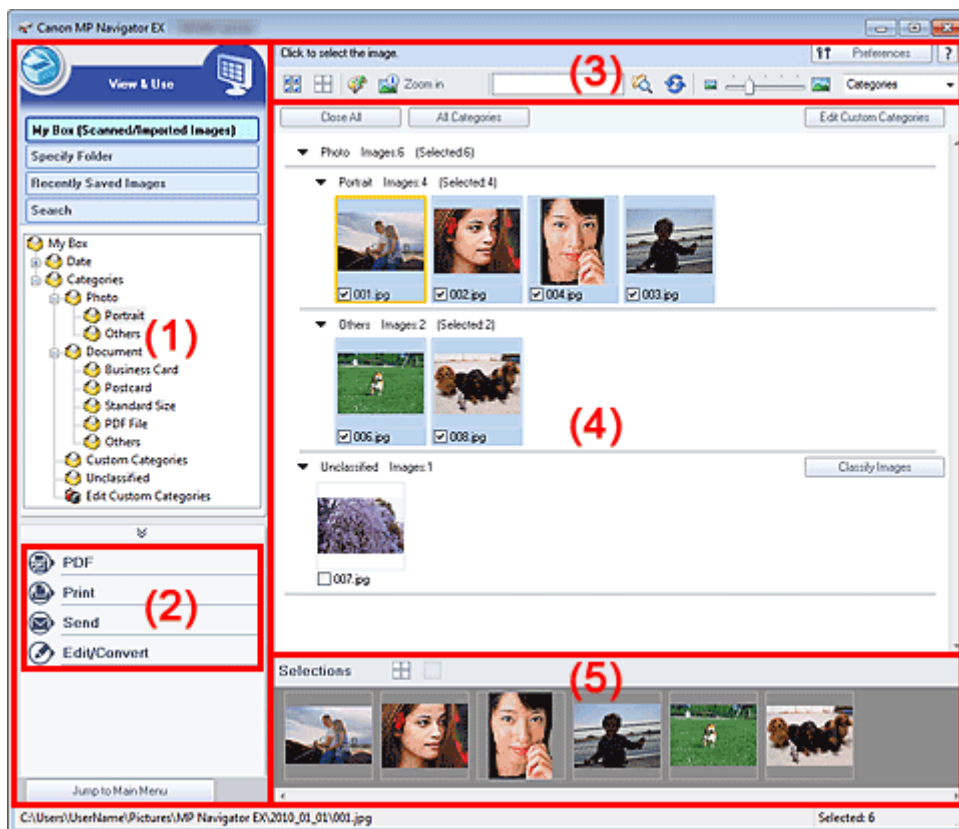 Canon MP Navigator EX
Click to select the image.
Preferences
?
(3)
Zoom in
Categories
View & Use
My Box (Scanned/Imported Images)
Specify Folder
Recently Saved Images
Search
My Box
Date
Categories
Photo
Portrait
Others
(1)
Document
Business Card
Postcard
Standard Size
PDF File
Others
Custom Categories
Unclassified
Edit Custom Categories
PDF
Print
(2)
Send
Edit/Convert
Jump to Main Menu
Close All
All Categories
Edit Custom Categories
Photo Images:6 (Selected:6)
Portrait Images:4 (Selected:4)
001.jpg
002.jpg
004.jpg
003.jpg
Others Images:2 (Selected:2)
006.jpg
008.jpg
(4)
Unclassified Images:1
Classify Images
007.jpg
Selections
(5)
C:\Users\UserName\Pictures\MP Navigator EX\2010_01_01\001.jpg
Selected: 6